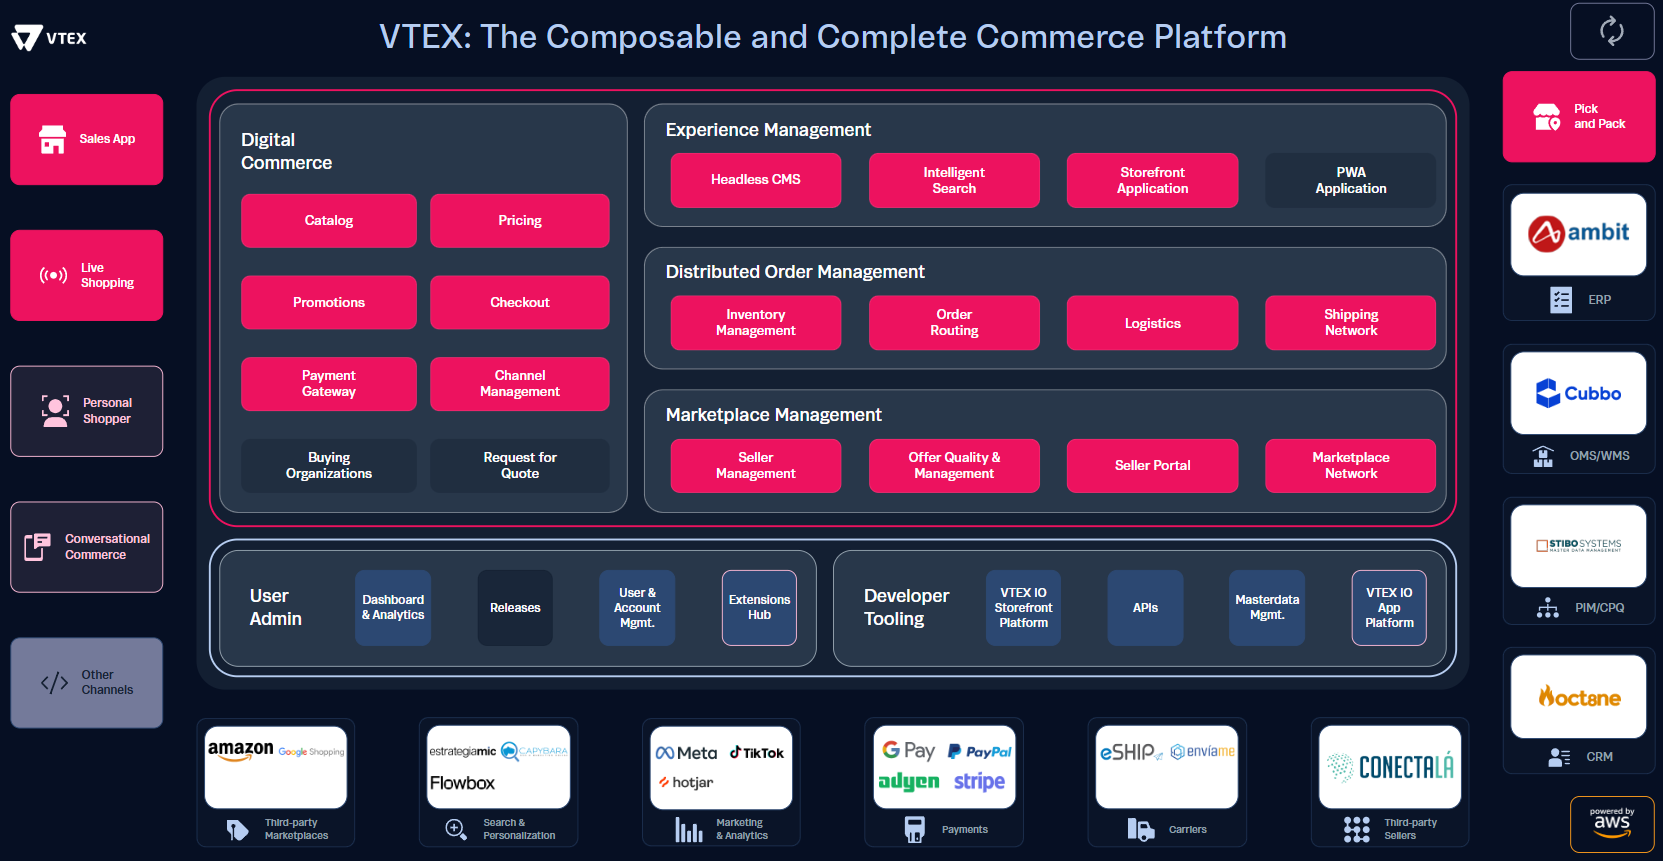 VTEX
VTEX: The Composable and Complete Commerce Platform
Sales App
Live
Shopping
Personal
Shopper
Conversational
Commerce
Other
Channels
Digital
Commerce
Catalog
Pricing
Promotions
Checkout
Payment
Gateway
Channel
Management
Buying
Organizations
Request for
Quote
Experience Management
Headless CMS
Intelligent
Search
Storefront
Application
PWA
Application
Distributed Order Management
Inventory
Management
Order
Routing
Logistics
Shipping
Network
Marketplace Management
Seller
Management
Offer Quality &
Management
Seller Portal
Marketplace
Network
User
Admin
Dashboard
& Analytics
Releases
User &
Account
Mgmt.
Extensions
Hub
Developer
Tooling
VTEX IO
Storefront
Platform
APIs
Masterdata
Mgmt.
VTEX IO
App
Platform
Pick
and Pack
ambit
ERP
Cubbo
OMS/WMS
STIBO SYSTEMS
MASTER DATA MANAGEMENT
PIM/CPQ
octane
CRM
amazon
Google Shopping
Third-party
Marketplaces
estrategiamic
CAPYBARA
Flowbox
Search &
Personalization
Meta
TikTok
hotjar
Marketing
& Analytics
G Pay
PayPal
adyen
stripe
Payments
eSHIP
envíame
Carriers
CONECTALÁ
Third-party
Sellers
powered by
aws